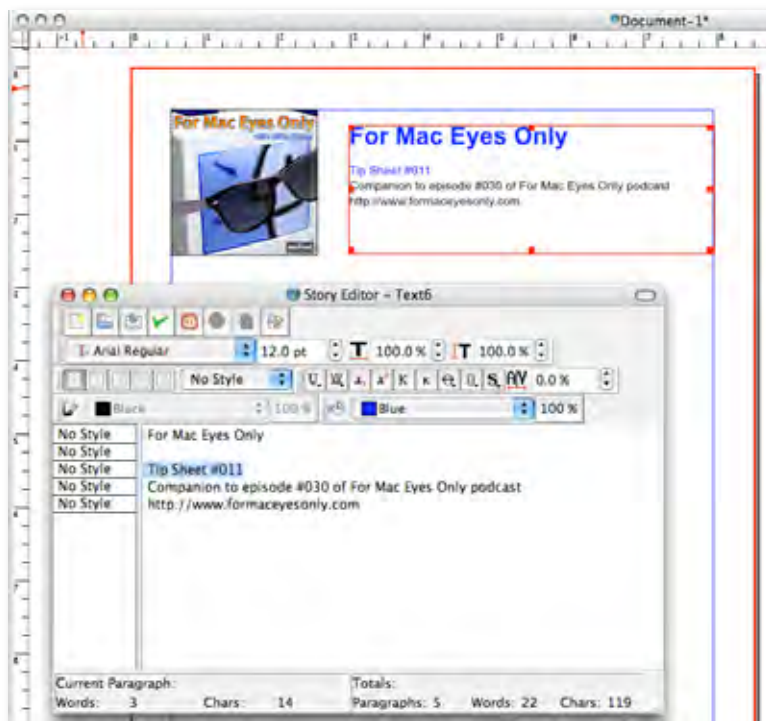 Document-1*
For Mac Eyes Only
For Mac Eyes Only
Tip Sheet #011
Companion to episode #030 of For Mac Eyes Only podcast
http://www.formaceyesonly.com
Story Editor – Text6
Arial Regular 12.0 pt 100.0 % 100.0 %
No Style 0.0 %
Black 100 % Blue 100 %
No Style For Mac Eyes Only
No Style
No Style Tip Sheet #011
No Style Companion to episode #030 of For Mac Eyes Only podcast
No Style http://www.formaceyesonly.com
Current Paragraph: Totals:
Words: 3 Chars: 14 Paragraphs: 5 Words: 22 Chars: 119